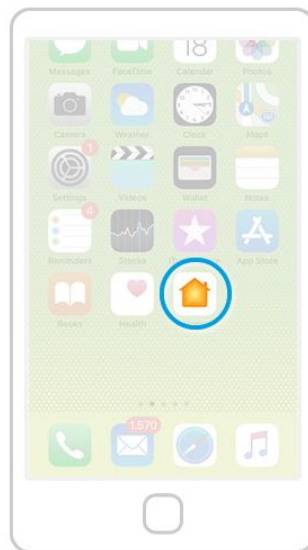 18
Messages FaceTime Calendar Photos
Camera Weather Clock Maps
1
Settings Videos Wallet Notes
4
Reminders Stocks App Store
Books Health
1,570